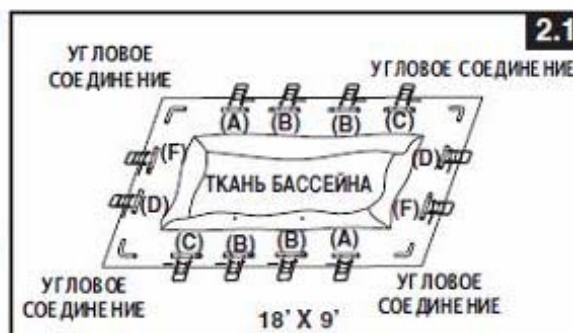 2.1
УГЛОВОЕ
СОЕДИНЕНИЕ
УГЛОВОЕ СОЕДИНЕНИЕ
(A) (B) (B) (C)
(F) (D)
ТКАНЬ БАССЕЙНА
(D) (F)
(C) (B) (B) (A)
УГЛОВОЕ
СОЕДИНЕНИЕ
УГЛОВОЕ
СОЕДИНЕНИЕ
18' X 9'